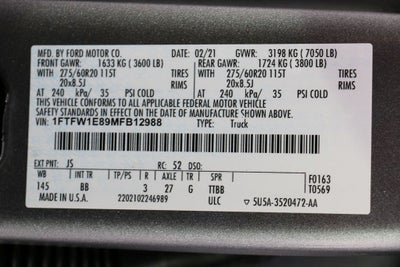 MFD. BY FORD MOTOR CO. 02/21 GVWR: 3198 KG (7050 LB)
FRONT GAWR: 1633 KG (3600 LB) REAR GAWR: 1724 KG (3800 LB)
WITH WITH
275/60R20 115T TIRES 275/60R20 115T TIRES
20x8.5J RIMS 20x8.5J RIMS
AT 240 kPa/ 35 PSI COLD AT 240 kPa/ 35 PSI COLD
THIS VEHICLE CONFORMS TO ALL APPLICABLE FEDERAL MOTOR VEHICLE
SAFETY STANDARDS IN EFFECT ON THE DATE OF MANUFACTURE SHOWN ABOVE.
VIN: 1FTFW1E89MFB12988 TYPE: Truck
EXT PNT: JS RC: 52 DSO:
WB BRK INT TR TP/PS R AXLE TR SPR
145 BB 3 27 G TTBB
F0163
T0569
MADE IN U.S.A. 2202102246989 ULC 5U5A-3520472-AA